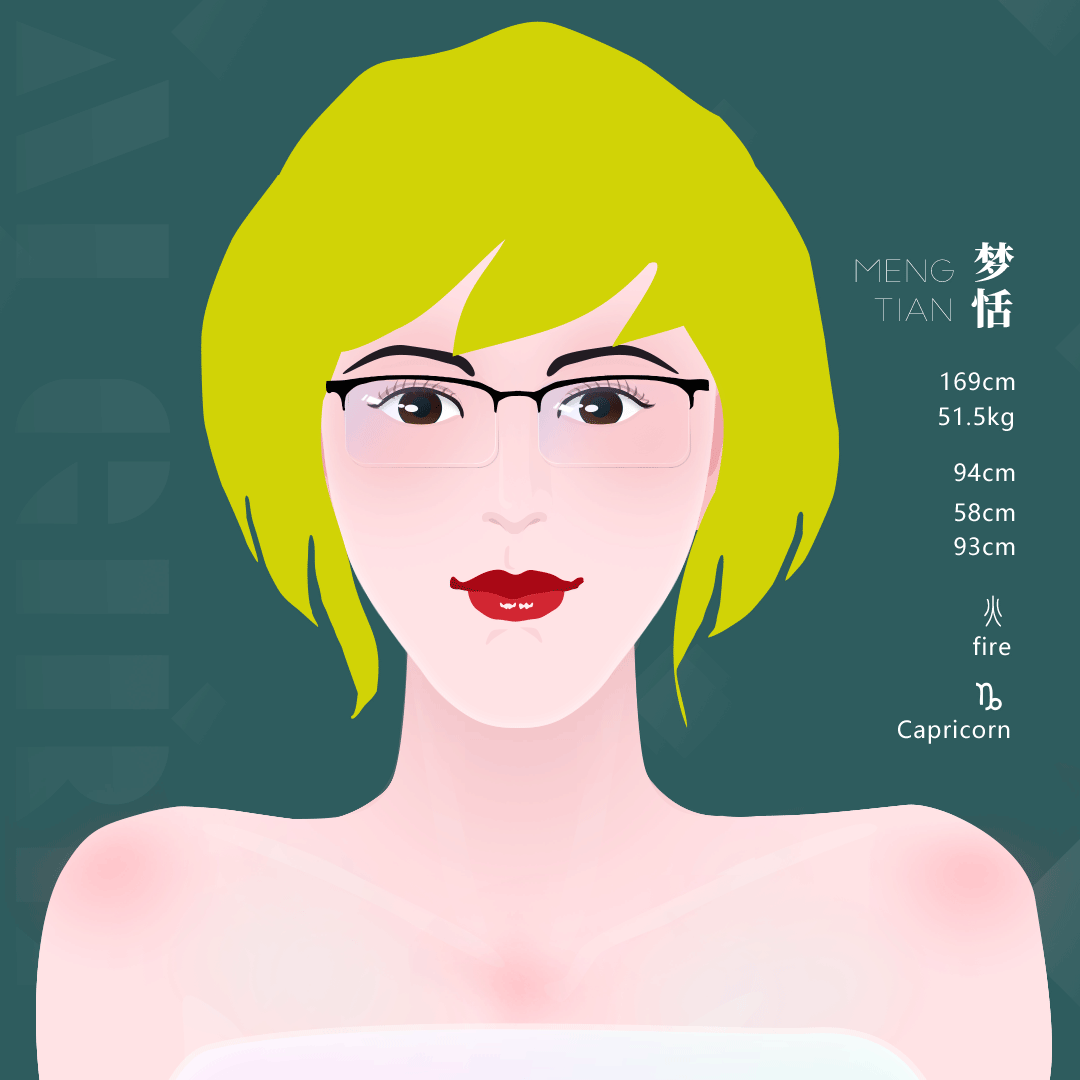 梦恬
MENG
TIAN
169cm
51.5kg
94cm
58cm
93cm
火
fire
♑
Capricorn